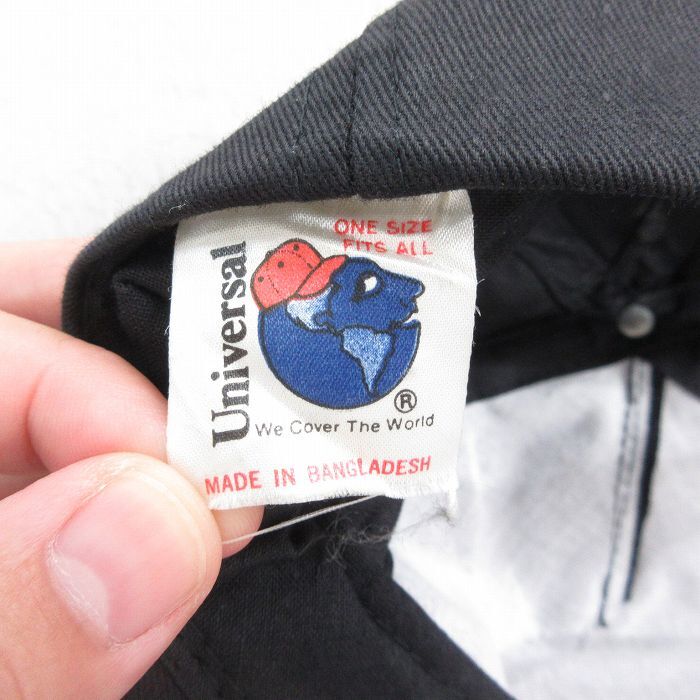 ONE SIZE
FITS ALL
Universal
®
We Cover The World
MADE IN BANGLADESH